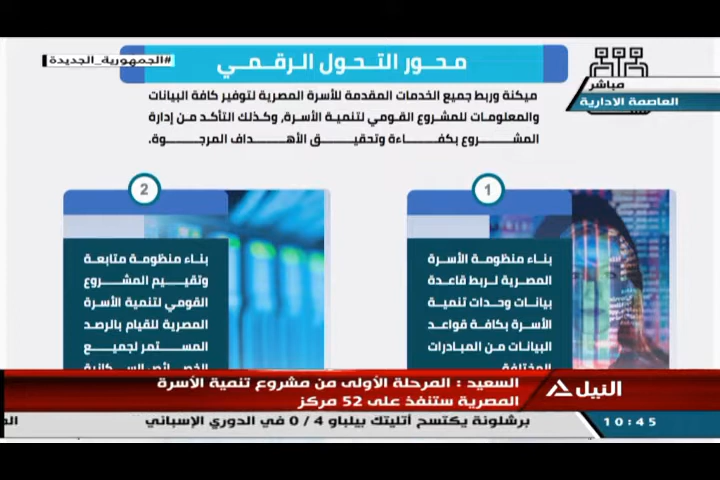 محور التحول الرقمي
#الجمهورية_الجديدة
مباشر
العاصمة الادارية
ميكنة وربط جميع الخدمات المقدمة للأسرة المصرية لتوفير كافة البيانات
والمعلومات للمشروع القومي لتنمية الأسرة، وكذلك التأكد من إدارة
المشروع بكفاءة وتحقيق الأهداف المرجوة.
1
بناء منظومة الأسرة
المصرية لربط قاعدة
بيانات وحدات تنمية
الأسرة بكافة قواعد
البيانات من المبادرات
المختلفة
2
بناء منظومة متابعة
وتقييم المشروع
القومي لتنمية الأسرة
المصرية للقيام بالرصد
المستمر لجميع
الخصائص السكانية
النيل
السعيد : المرحلة الأولى من مشروع تنمية الأسرة
المصرية ستنفذ على 52 مركز
10:45
برشلونة يكتسح أتليتك بيلباو 4 / 0 في الدوري الإسباني